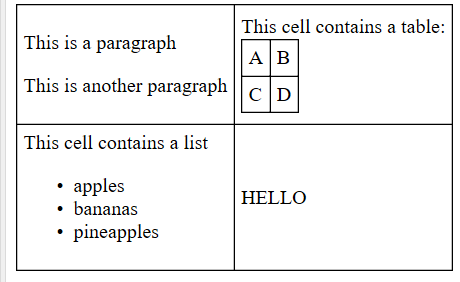 This is a paragraph
This is another paragraph
This cell contains a table:
A B
C D
This cell contains a list
• apples
• bananas
• pineapples
HELLO